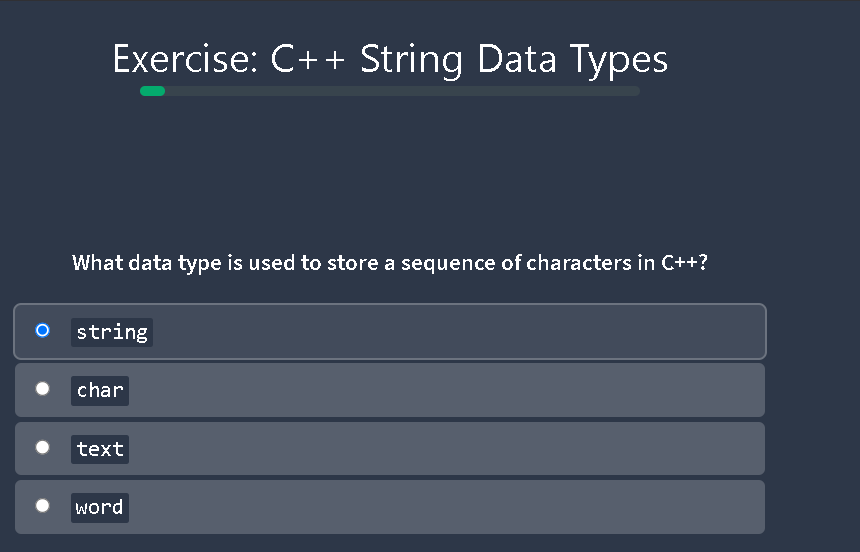 Exercise: C++ String Data Types
What data type is used to store a sequence of characters in C++?
string
char
text
word